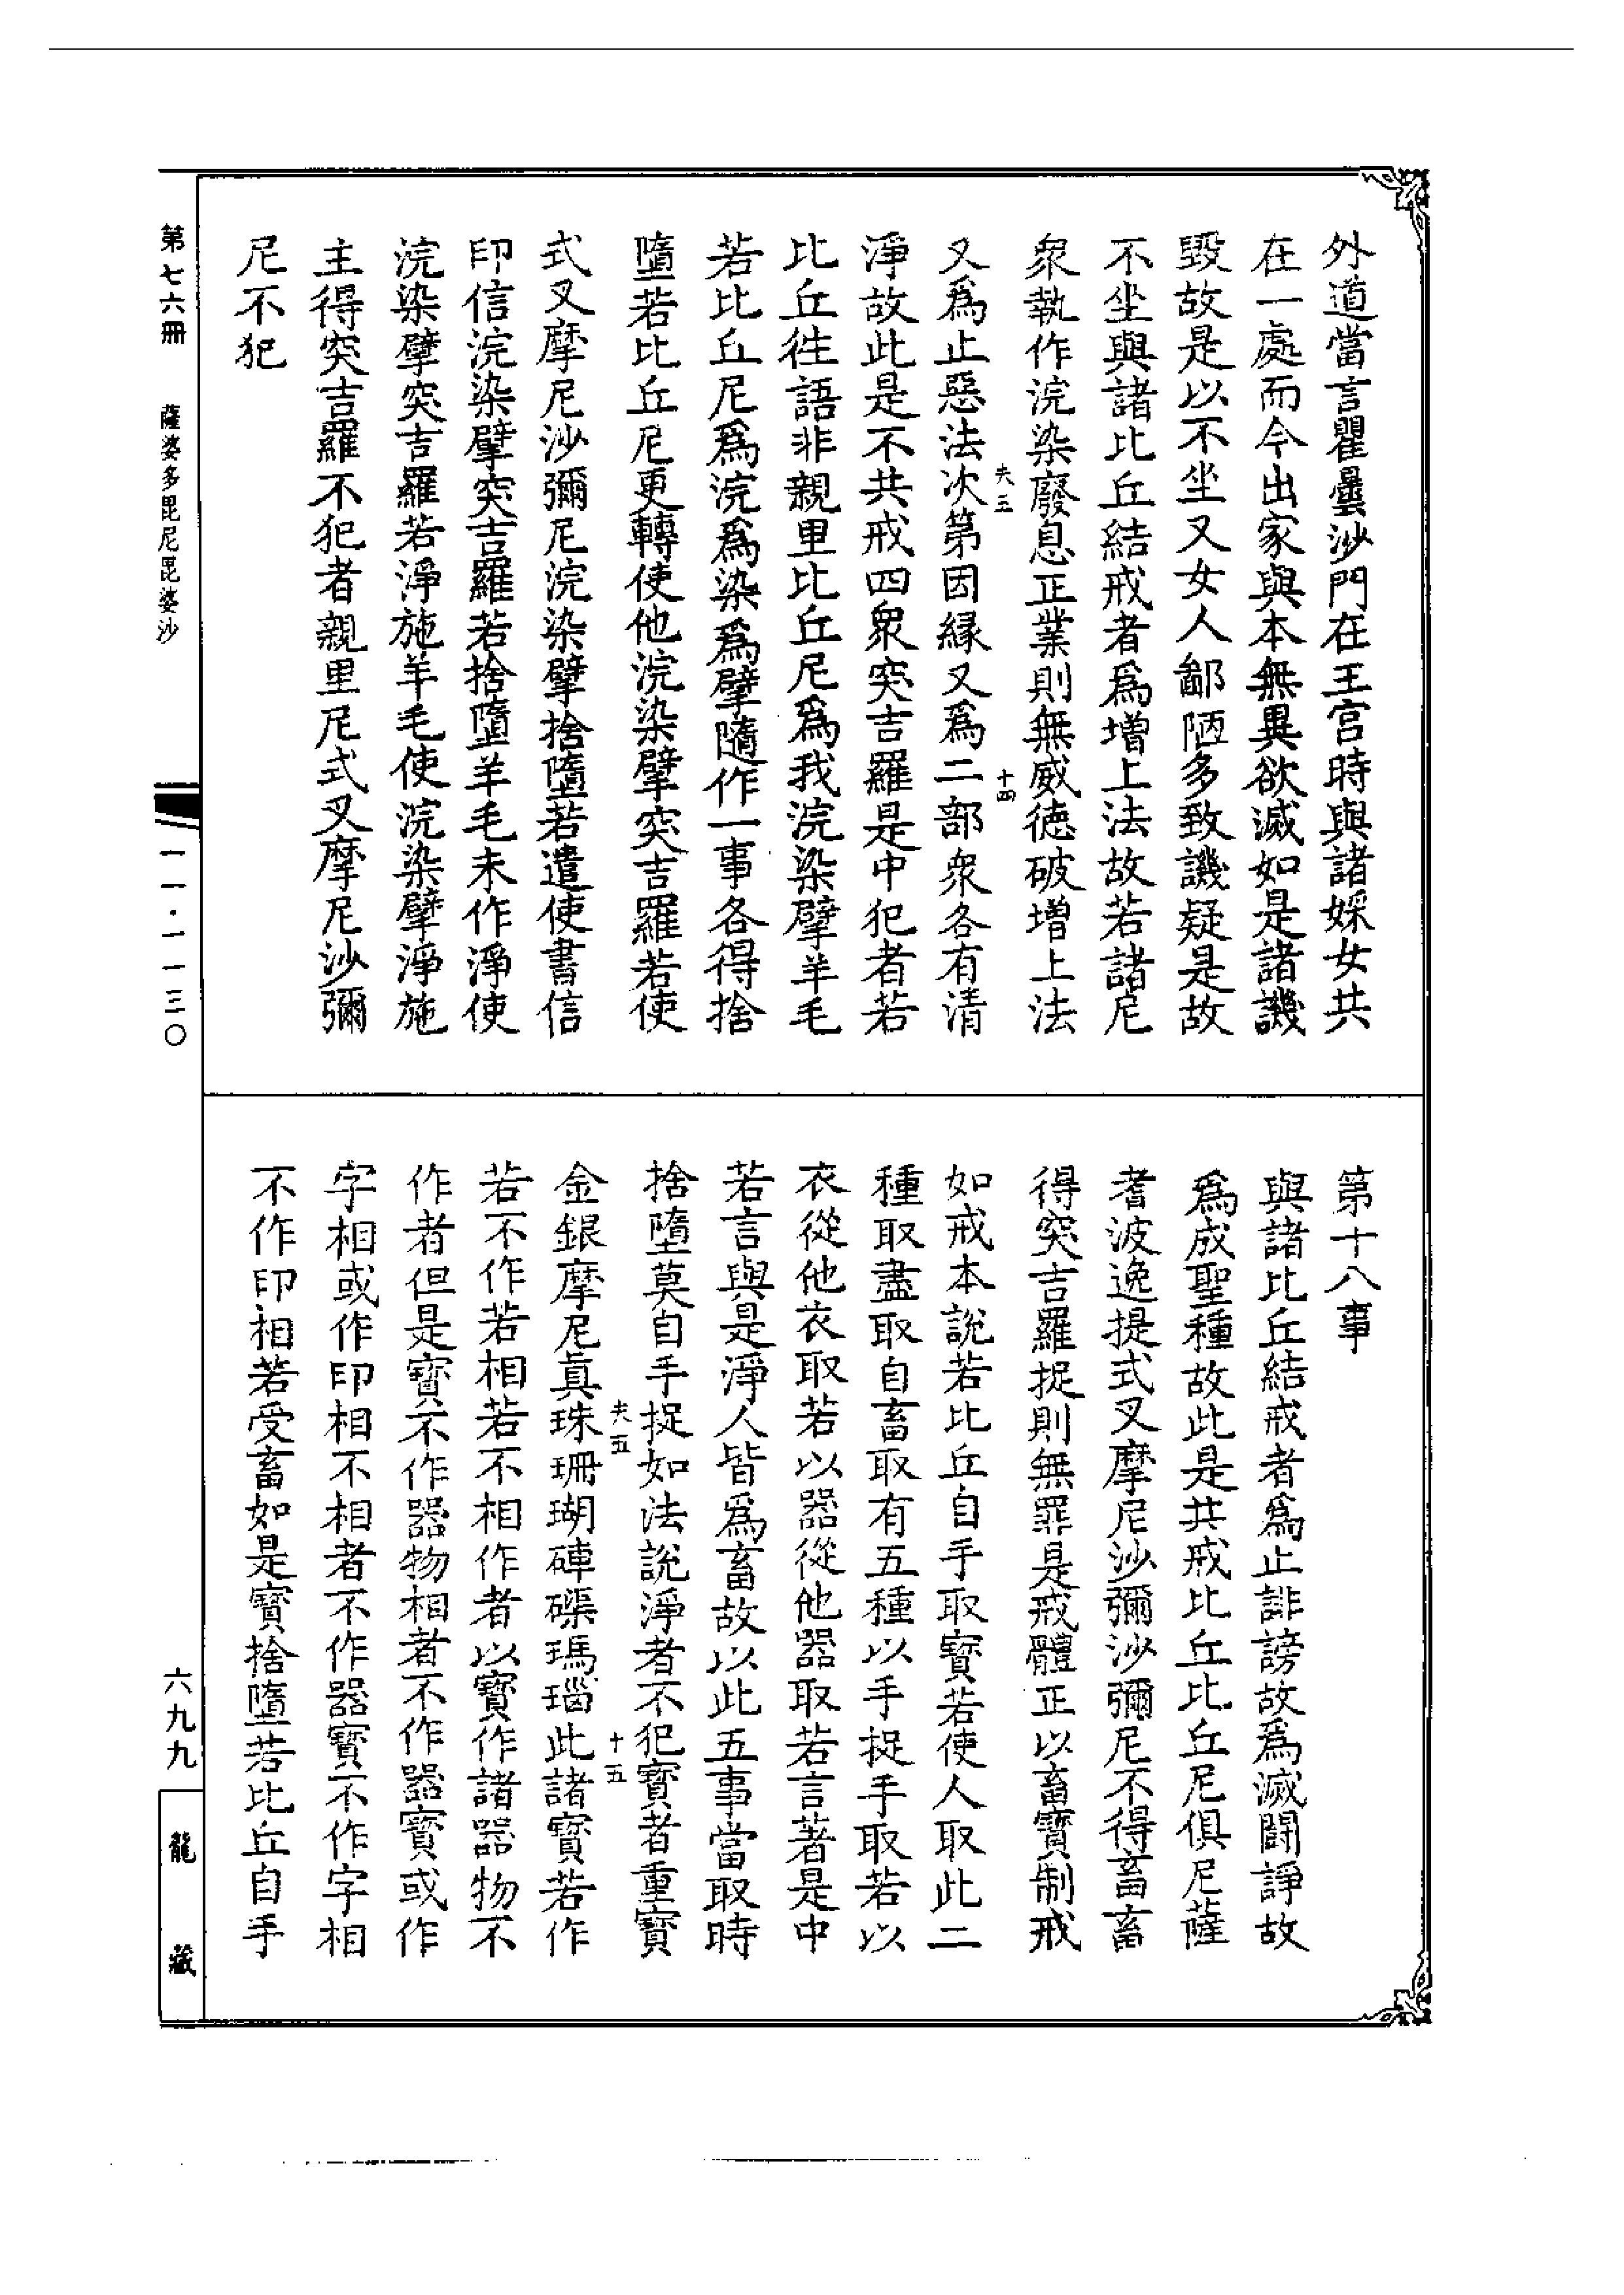 外道當言瞿曇沙門在王宮時與諸婇女共
在一處而今出家與本無異欲滅如是諸譏
毀故是以不坐又女人鄙陋多致譏疑是故
不坐與諸比丘結戒者爲增上法故若諸尼
衆執作浣染廢息正業則無威德破增上法
又爲止惡法次第因緣又爲二部衆各有清
夫三
十四
淨故此是不共戒四衆突吉羅是中犯者若
比丘往語非親里比丘尼爲我浣染擘羊毛
若比丘尼爲浣爲染爲擘隨作一事各得捨
墮若比丘尼更轉使他浣染擘突吉羅若使
式叉摩尼沙彌尼浣染擘捨墮若遣使書信
印信浣染擘突吉羅若捨墮羊毛未作淨使
浣染擘突吉羅若淨施羊毛使浣染擘淨施
主得突吉羅不犯者親里尼式叉摩尼沙彌
尼不犯
第十八事
與諸比丘結戒者爲止誹謗故爲滅鬪諍故
爲成聖種故此是共戒比丘比丘尼俱尼薩
耆波逸提式叉摩尼沙彌沙彌尼不得畜畜
得突吉羅捉則無罪是戒體正以畜寶制戒
如戒本說若比丘自手取寶若使人取此二
種取盡取自畜取有五種以手捉手取若以
衣從他衣取若以器從他器取若言著是中
若言與是淨人皆爲畜故以此五事當取時
捨墮莫自手捉如法說淨者不犯寶者重寶
夫五
十五
金銀摩尼眞珠珊瑚硨磲瑪瑙此諸寶若作
若不作若相若不相作者以寶作諸器物不
作者但是寶不作器物相者不作器寶或作
字相或作印相不相者不作器寶不作字相
不作印相若受畜如是寶捨墮若比丘自手
第七六冊
薩婆多毘尼毘婆沙
一一·一一三〇
六九九
龍藏